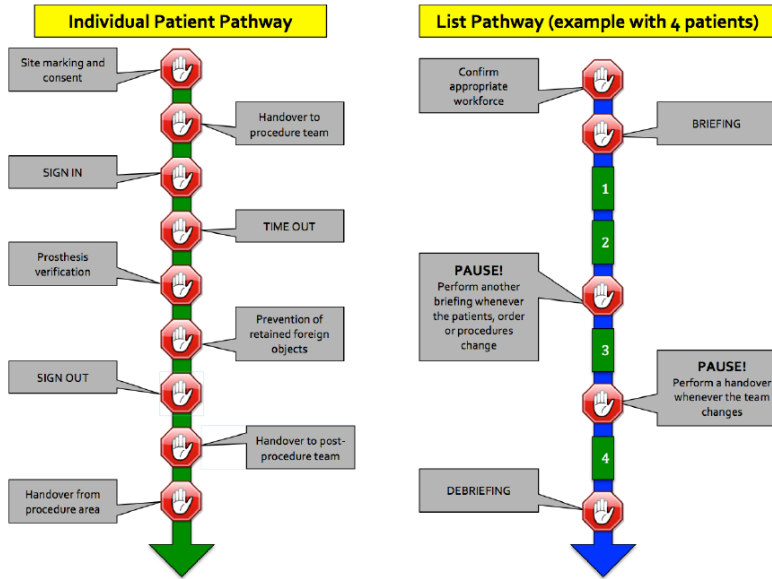 Individual Patient Pathway
Site marking and
consent
Handover to
procedure team
SIGN IN
TIME OUT
Prosthesis
verification
Prevention of
retained foreign
objects
SIGN OUT
Handover to post-
procedure team
Handover from
procedure area
List Pathway (example with 4 patients)
Confirm
appropriate
workforce
BRIEFING
1
2
PAUSE!
Perform another
briefing whenever
the patients, order
or procedures
change
3
PAUSE!
Perform a handover
whenever the team
changes
4
DEBRIEFING